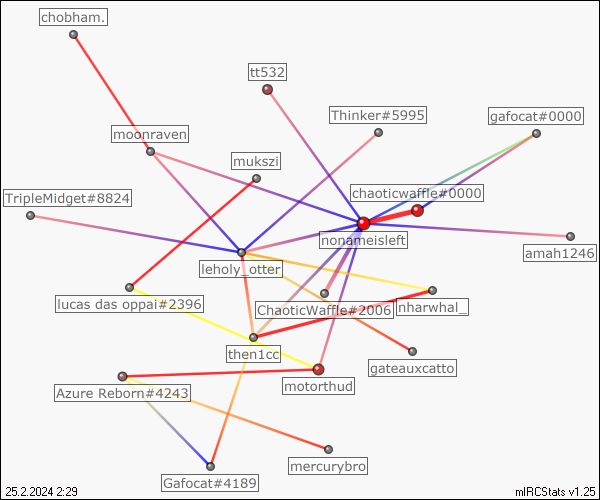 chobham.
tt532
Thinker#5995
gafocat#0000
moonraven
mukszi
chaoticwaffle#0000
TripleMidget#8824
nonameisleft
amah1246
leholy_otter
lucas das oppai#2396
ChaoticWaffle#2006
nharwhal_
then1cc
gateauxcatto
motorthud
Azure Reborn#4243
mercurybro
Gafocat#4189
25.2.2024 2:29
mIRCStats v1.25